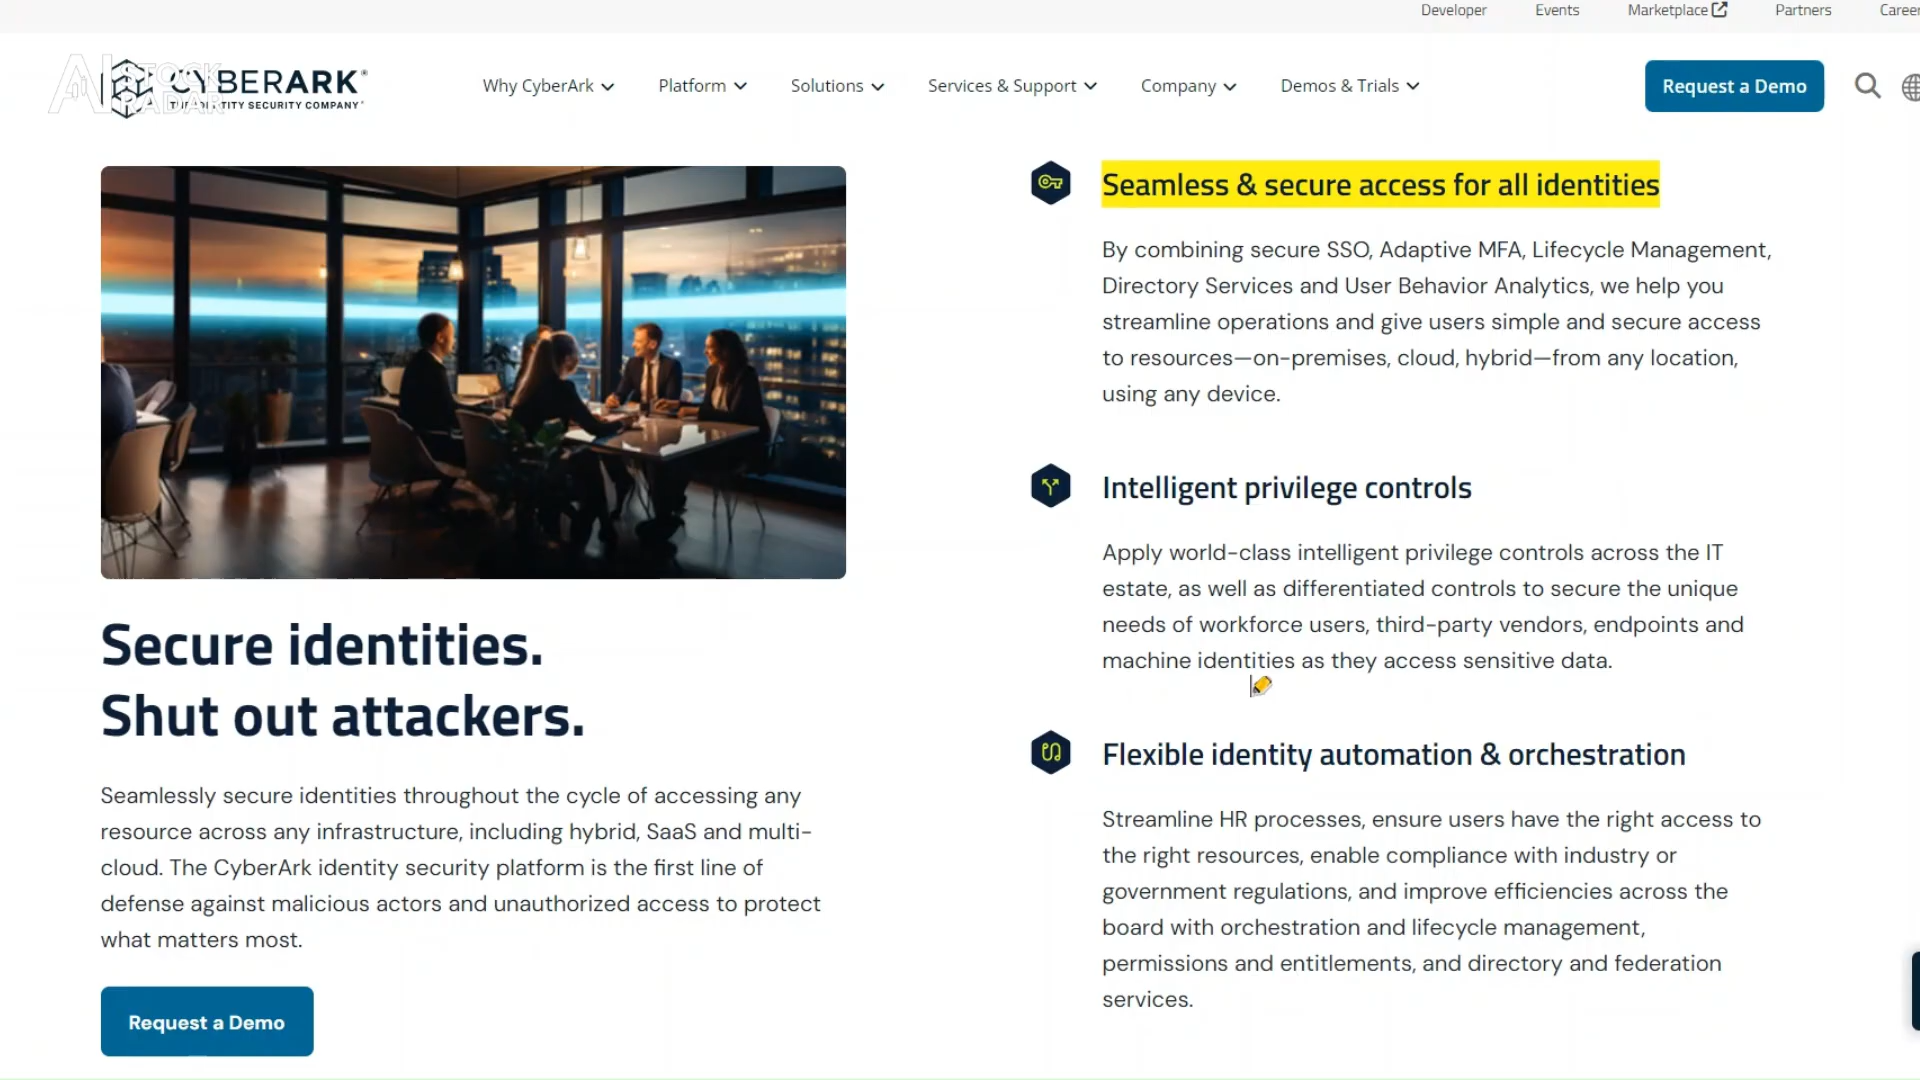 Developer
Events
Marketplace
Partners
Career
AI STOCK RADAR
CYBERARK®
THE IDENTITY SECURITY COMPANY®
Why CyberArk
Platform
Solutions
Services & Support
Company
Demos & Trials
Request a Demo
Secure identities.
Shut out attackers.
Seamlessly secure identities throughout the cycle of accessing any
resource across any infrastructure, including hybrid, SaaS and multi-
cloud. The CyberArk identity security platform is the first line of
defense against malicious actors and unauthorized access to protect
what matters most.
Request a Demo
Seamless & secure access for all identities
By combining secure SSO, Adaptive MFA, Lifecycle Management,
Directory Services and User Behavior Analytics, we help you
streamline operations and give users simple and secure access
to resources—on-premises, cloud, hybrid—from any location,
using any device.
Intelligent privilege controls
Apply world-class intelligent privilege controls across the IT
estate, as well as differentiated controls to secure the unique
needs of workforce users, third-party vendors, endpoints and
machine identities as they access sensitive data.
Flexible identity automation & orchestration
Streamline HR processes, ensure users have the right access to
the right resources, enable compliance with industry or
government regulations, and improve efficiencies across the
board with orchestration and lifecycle management,
permissions and entitlements, and directory and federation
services.